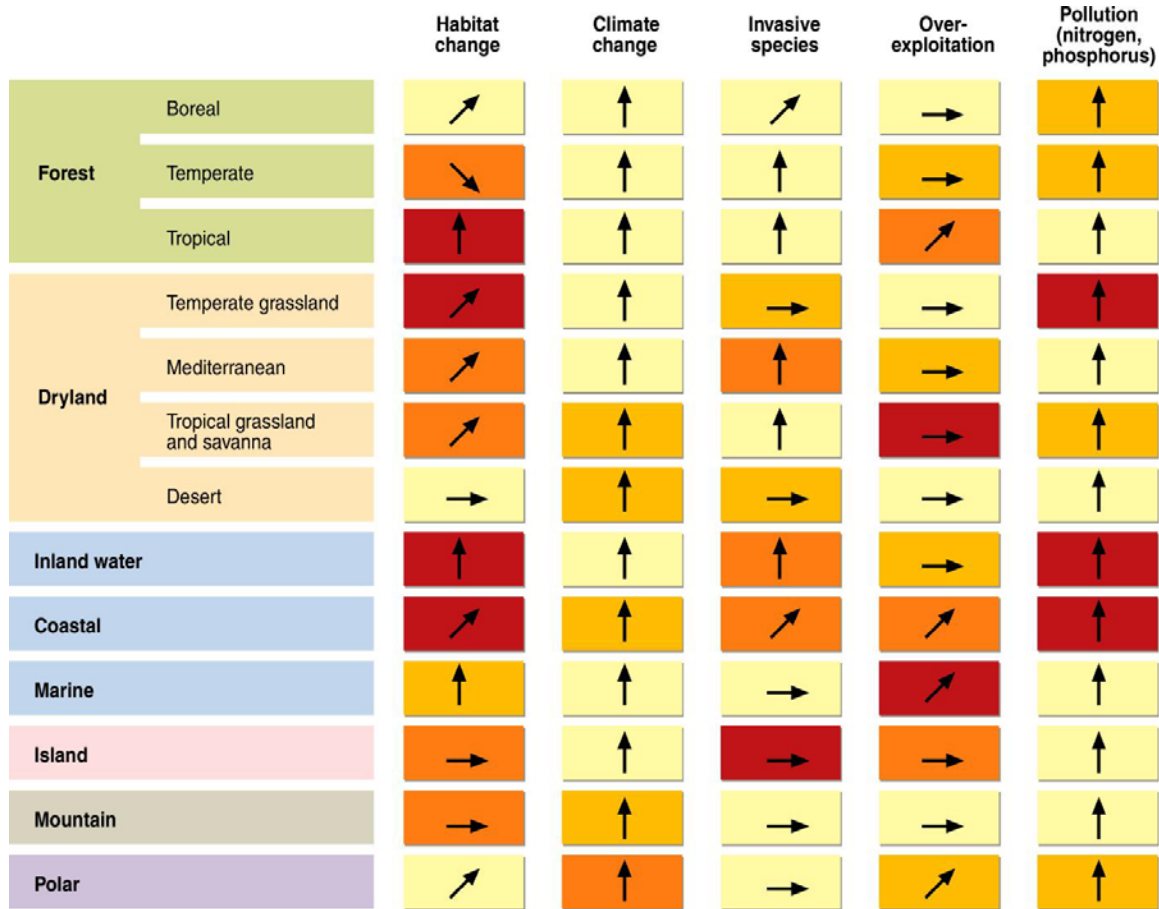 Habitat
change
Climate
change
Invasive
species
Over-
exploitation
Pollution
(nitrogen,
phosphorus)
Forest
Boreal
Temperate
Tropical
Dryland
Temperate grassland
Mediterranean
Tropical grassland
and savanna
Desert
Inland water
Coastal
Marine
Island
Mountain
Polar